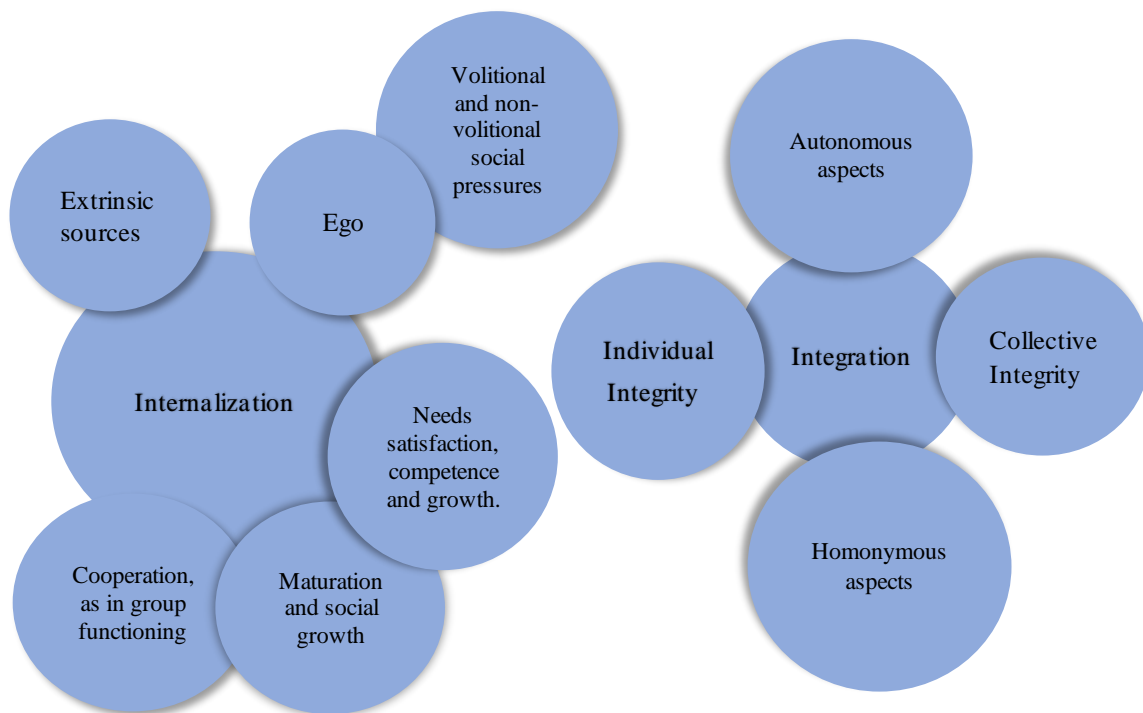 Volitional
and non-
volitional
social
pressures
Extrinsic
sources
Ego
Internalization
Needs
satisfaction,
competence
and growth.
Cooperation,
as in group
functioning
Maturation
and social
growth
Autonomous
aspects
Individual
Integrity
Integration
Collective
Integrity
Homonymous
aspects